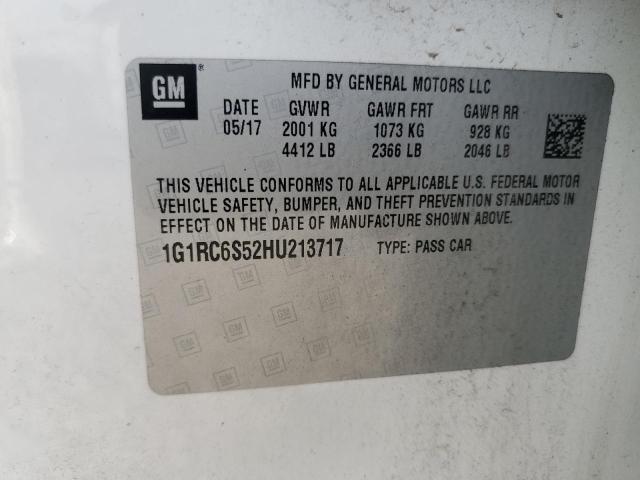 GM ® MFD BY GENERAL MOTORS LLC
DATE GVWR GAWR FRT GAWR RR
05/17 2001 KG 1073 KG 928 KG
4412 LB 2366 LB 2046 LB
THIS VEHICLE CONFORMS TO ALL APPLICABLE U.S. FEDERAL MOTOR
VEHICLE SAFETY, BUMPER, AND THEFT PREVENTION STANDARDS IN
EFFECT ON THE DATE OF MANUFACTURE SHOWN ABOVE.
1G1RC6S52HU213717 TYPE: PASS CAR